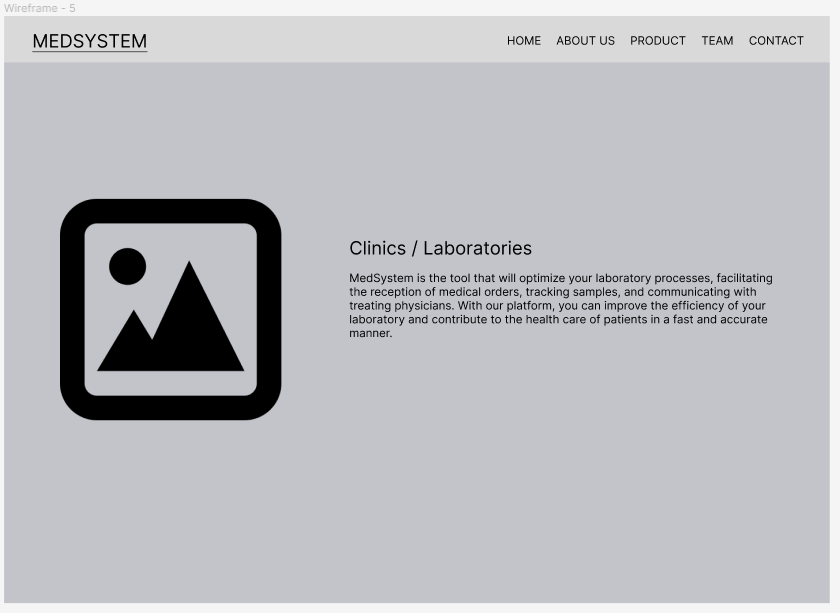 Wireframe - 5
MEDSYSTEM
HOME ABOUT US PRODUCT TEAM CONTACT
Clinics / Laboratories
MedSystem is the tool that will optimize your laboratory processes, facilitating
the reception of medical orders, tracking samples, and communicating with
treating physicians. With our platform, you can improve the efficiency of your
laboratory and contribute to the health care of patients in a fast and accurate
manner.